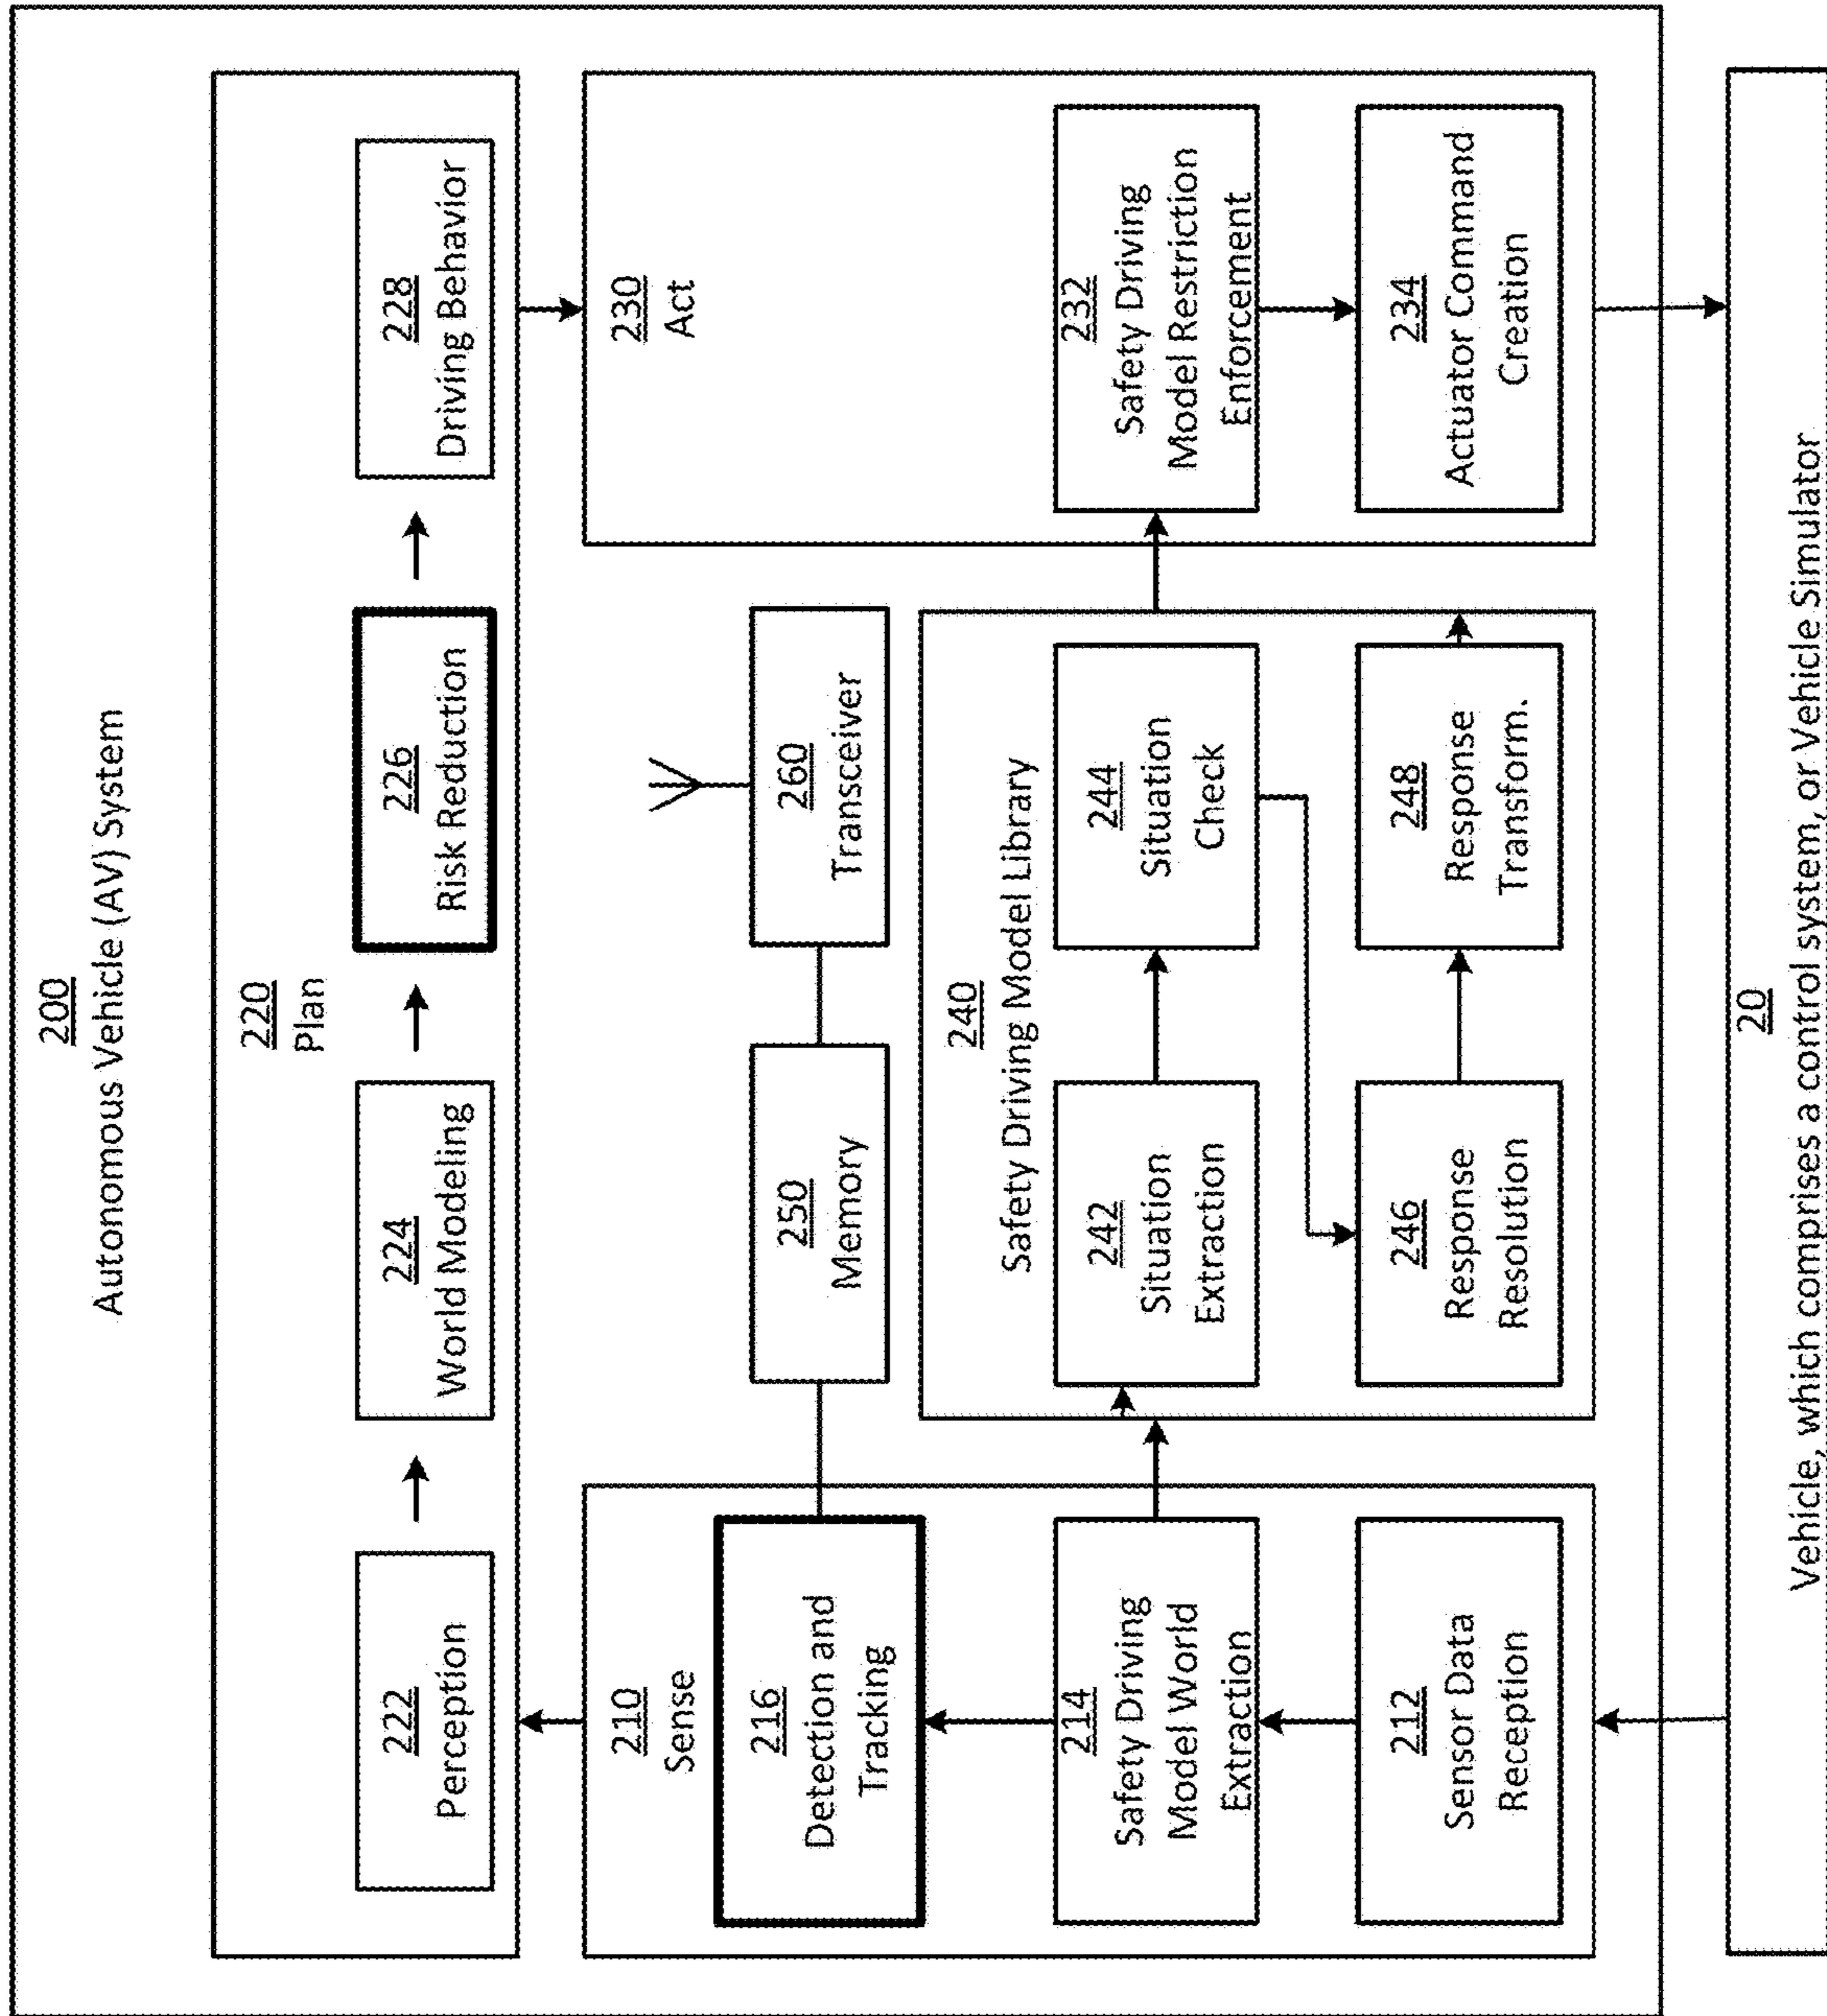 200
Autonomous Vehicle (AV) System
220
Plan
222
Perception
224
World Modeling
226
Risk Reduction
228
Driving Behavior
210
Sense
216
Detection and
Tracking
214
Safety Driving
Model World
Extraction
212
Sensor Data
Reception
250
Memory
260
Transceiver
240
Safety Driving Model Library
242
Situation
Extraction
244
Situation
Check
246
Response
Resolution
248
Response
Transform.
230
Act
232
Safety Driving
Model Restriction
Enforcement
234
Actuator Command
Creation
20
Vehicle, which comprises a control system, or Vehicle Simulator